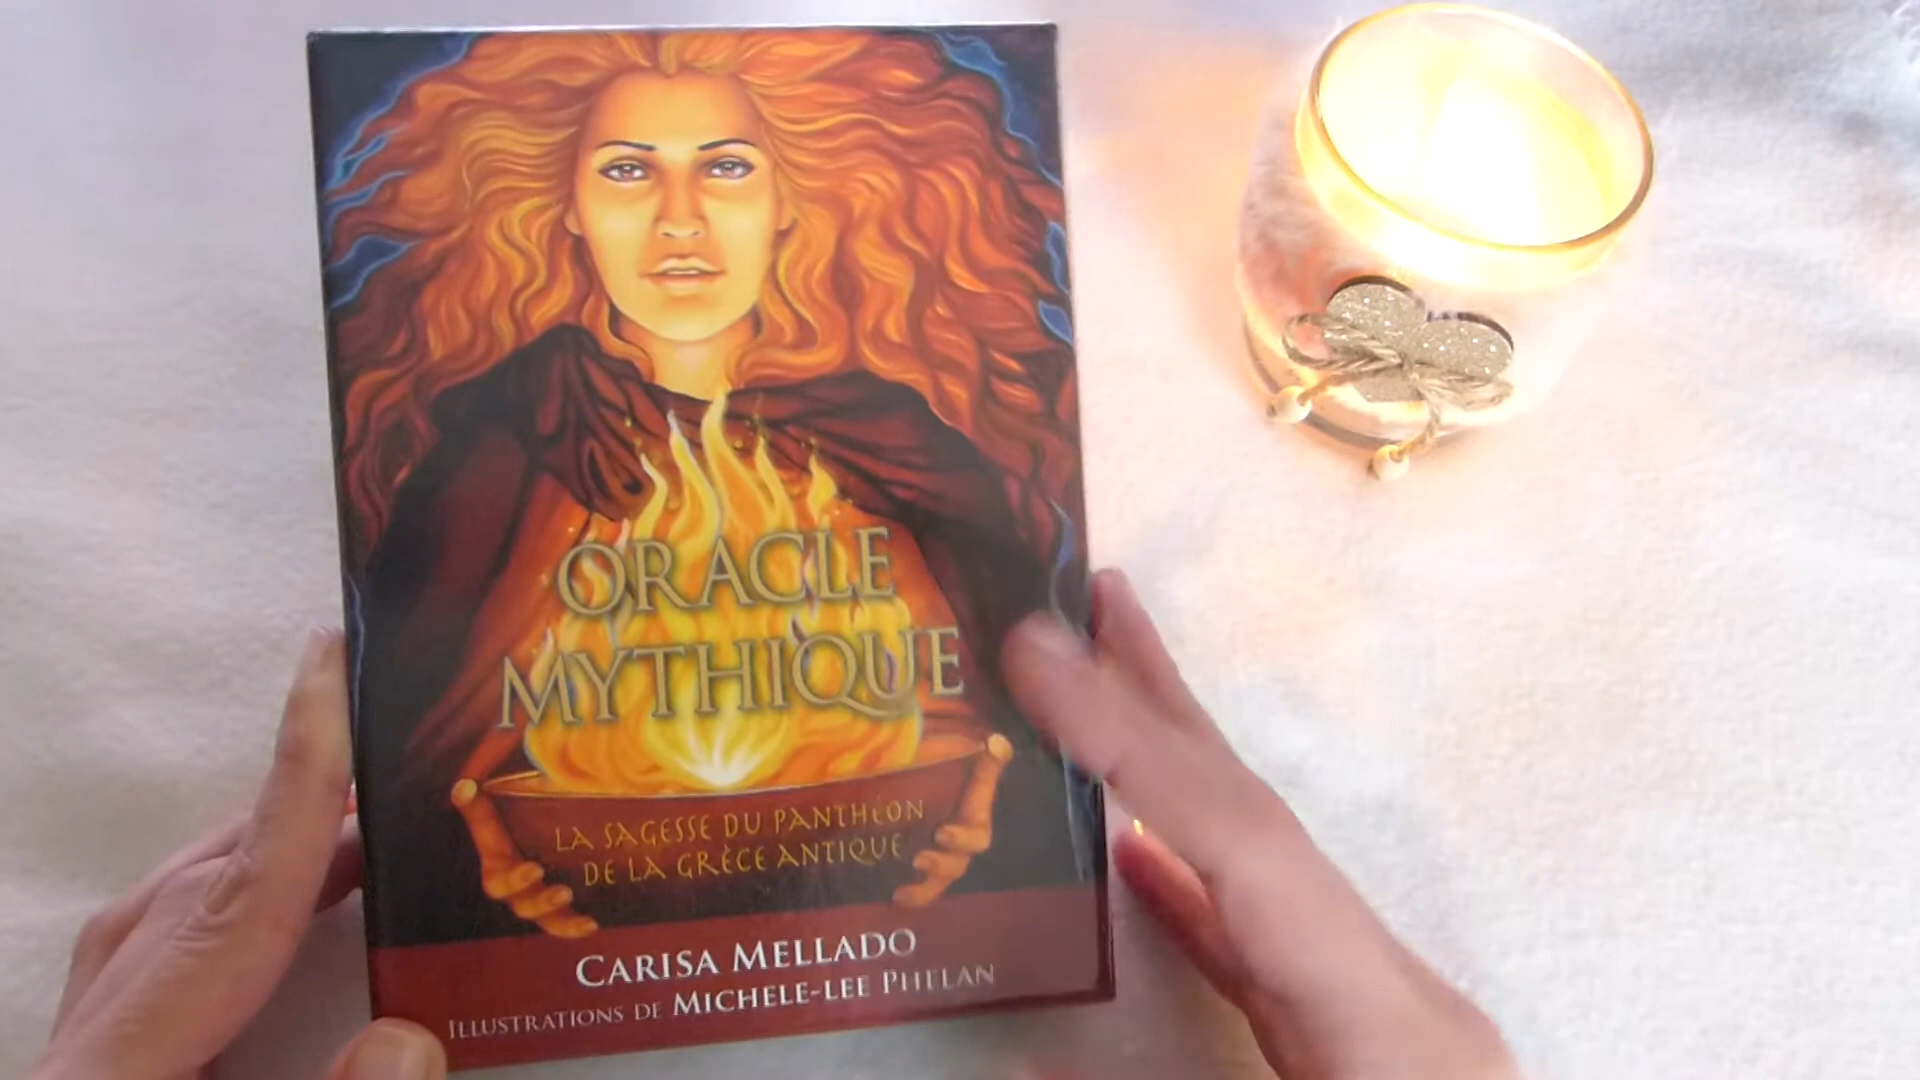 ORACLE
MYTHIQUE
LA SAGESSE DU PANTHÉON
DE LA GRÈCE ANTIQUE
CARISA MELLADO
ILLUSTRATIONS DE MICHELE-LEE PHELAN